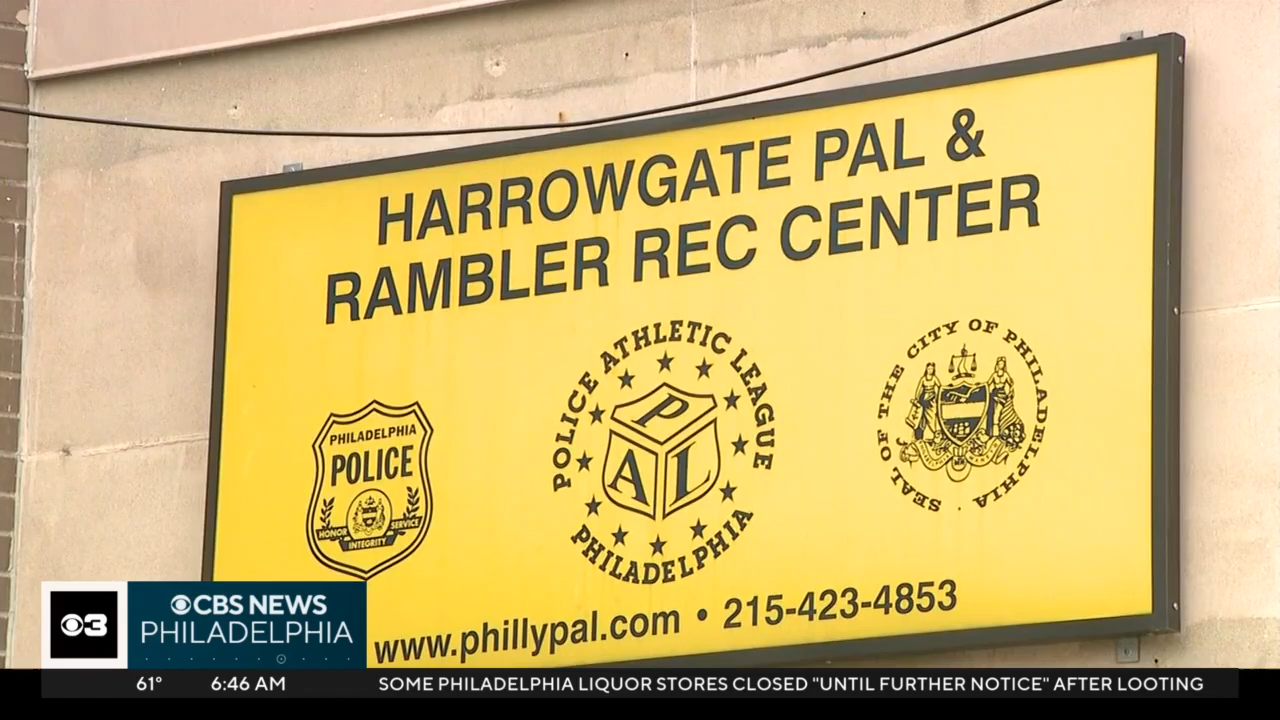 HARROWGATE PAL &
RAMBLER REC CENTER
PHILADELPHIA
POLICE
HONOR
SERVICE
INTEGRITY
POLICE ATHLETIC LEAGUE
PAL
PHILADELPHIA
SEAL OF THE CITY OF PHILADELPHIA
www.phillypal.com • 215-423-4853
3
CBS NEWS
PHILADELPHIA
61° 6:46 AM SOME PHILADELPHIA LIQUOR STORES CLOSED "UNTIL FURTHER NOTICE" AFTER LOOTING